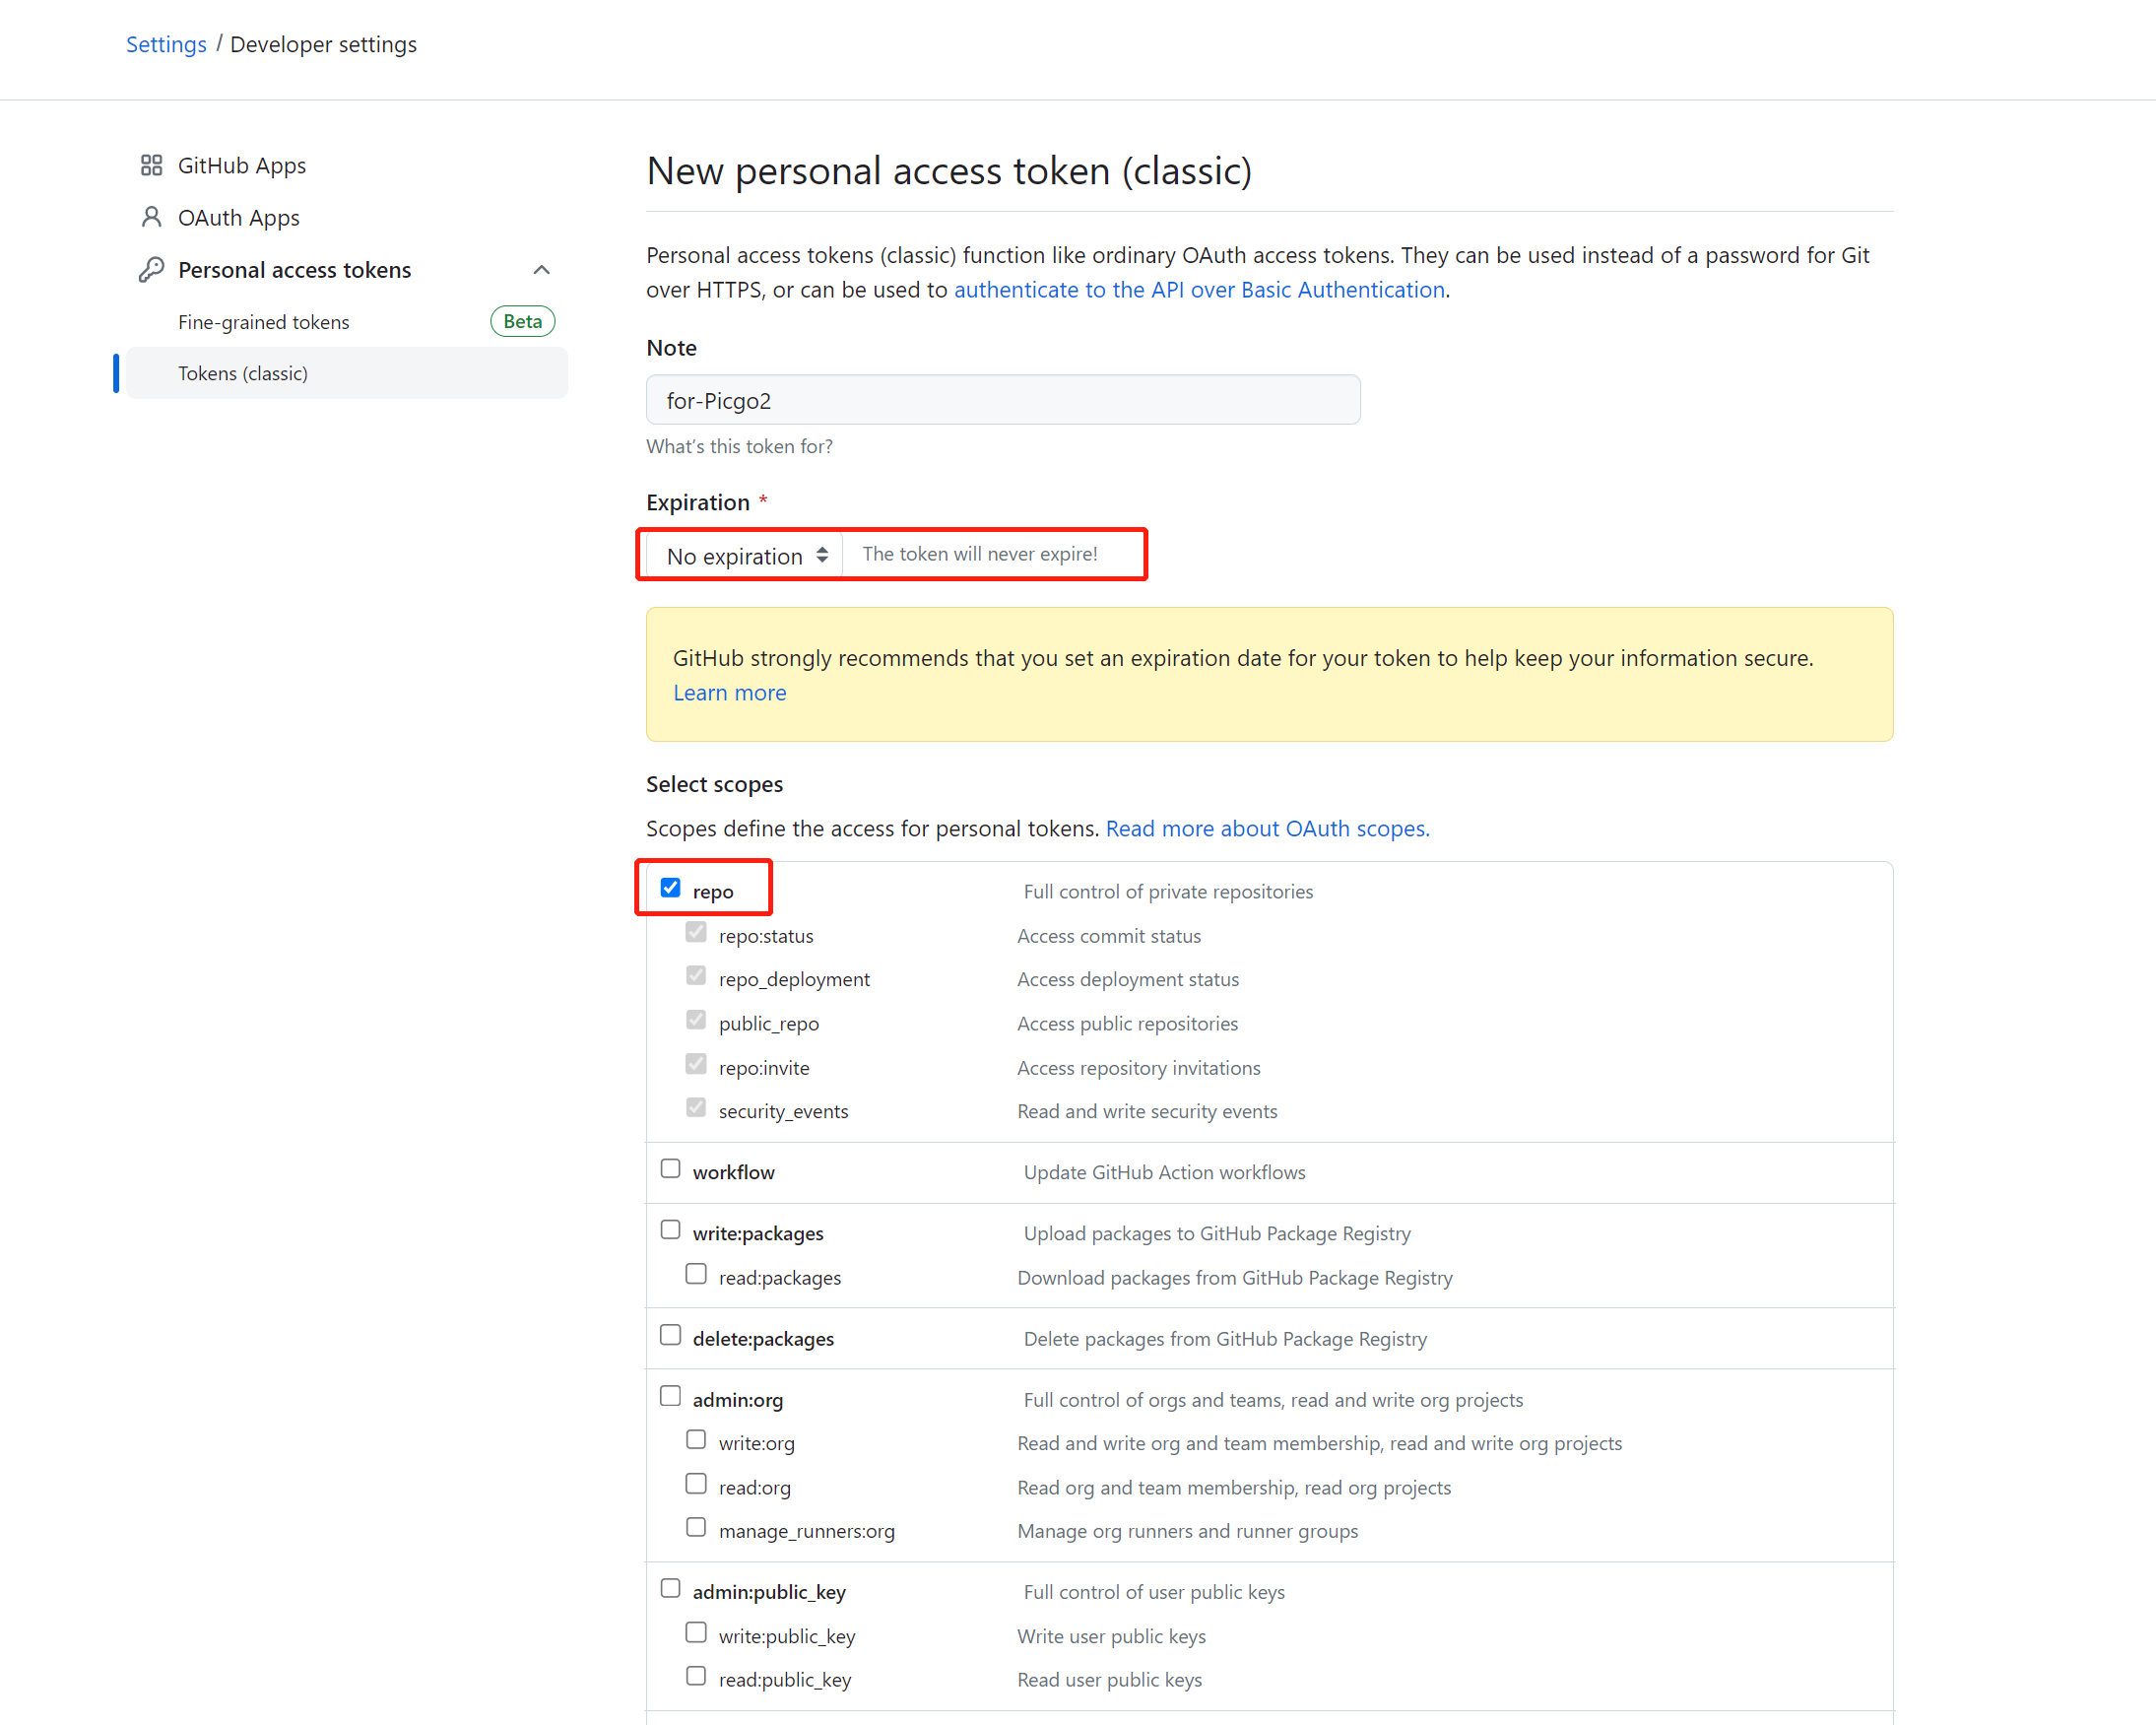 Settings / Developer settings
GitHub Apps
OAuth Apps
Personal access tokens
Fine-grained tokens Beta
Tokens (classic)
New personal access token (classic)
Personal access tokens (classic) function like ordinary OAuth access tokens. They can be used instead of a password for Git
over HTTPS, or can be used to authenticate to the API over Basic Authentication.
Note
for-Picgo2
What's this token for?
Expiration *
No expiration The token will never expire!
GitHub strongly recommends that you set an expiration date for your token to help keep your information secure.
Learn more
Select scopes
Scopes define the access for personal tokens. Read more about OAuth scopes.
repo Full control of private repositories
repo:status Access commit status
repo_deployment Access deployment status
public_repo Access public repositories
repo:invite Access repository invitations
security_events Read and write security events
workflow Update GitHub Action workflows
write:packages Upload packages to GitHub Package Registry
read:packages Download packages from GitHub Package Registry
delete:packages Delete packages from GitHub Package Registry
admin:org Full control of orgs and teams, read and write org projects
write:org Read and write org and team membership, read and write org projects
read:org Read org and team membership, read org projects
manage_runners:org Manage org runners and runner groups
admin:public_key Full control of user public keys
write:public_key Write user public keys
read:public_key Read user public keys